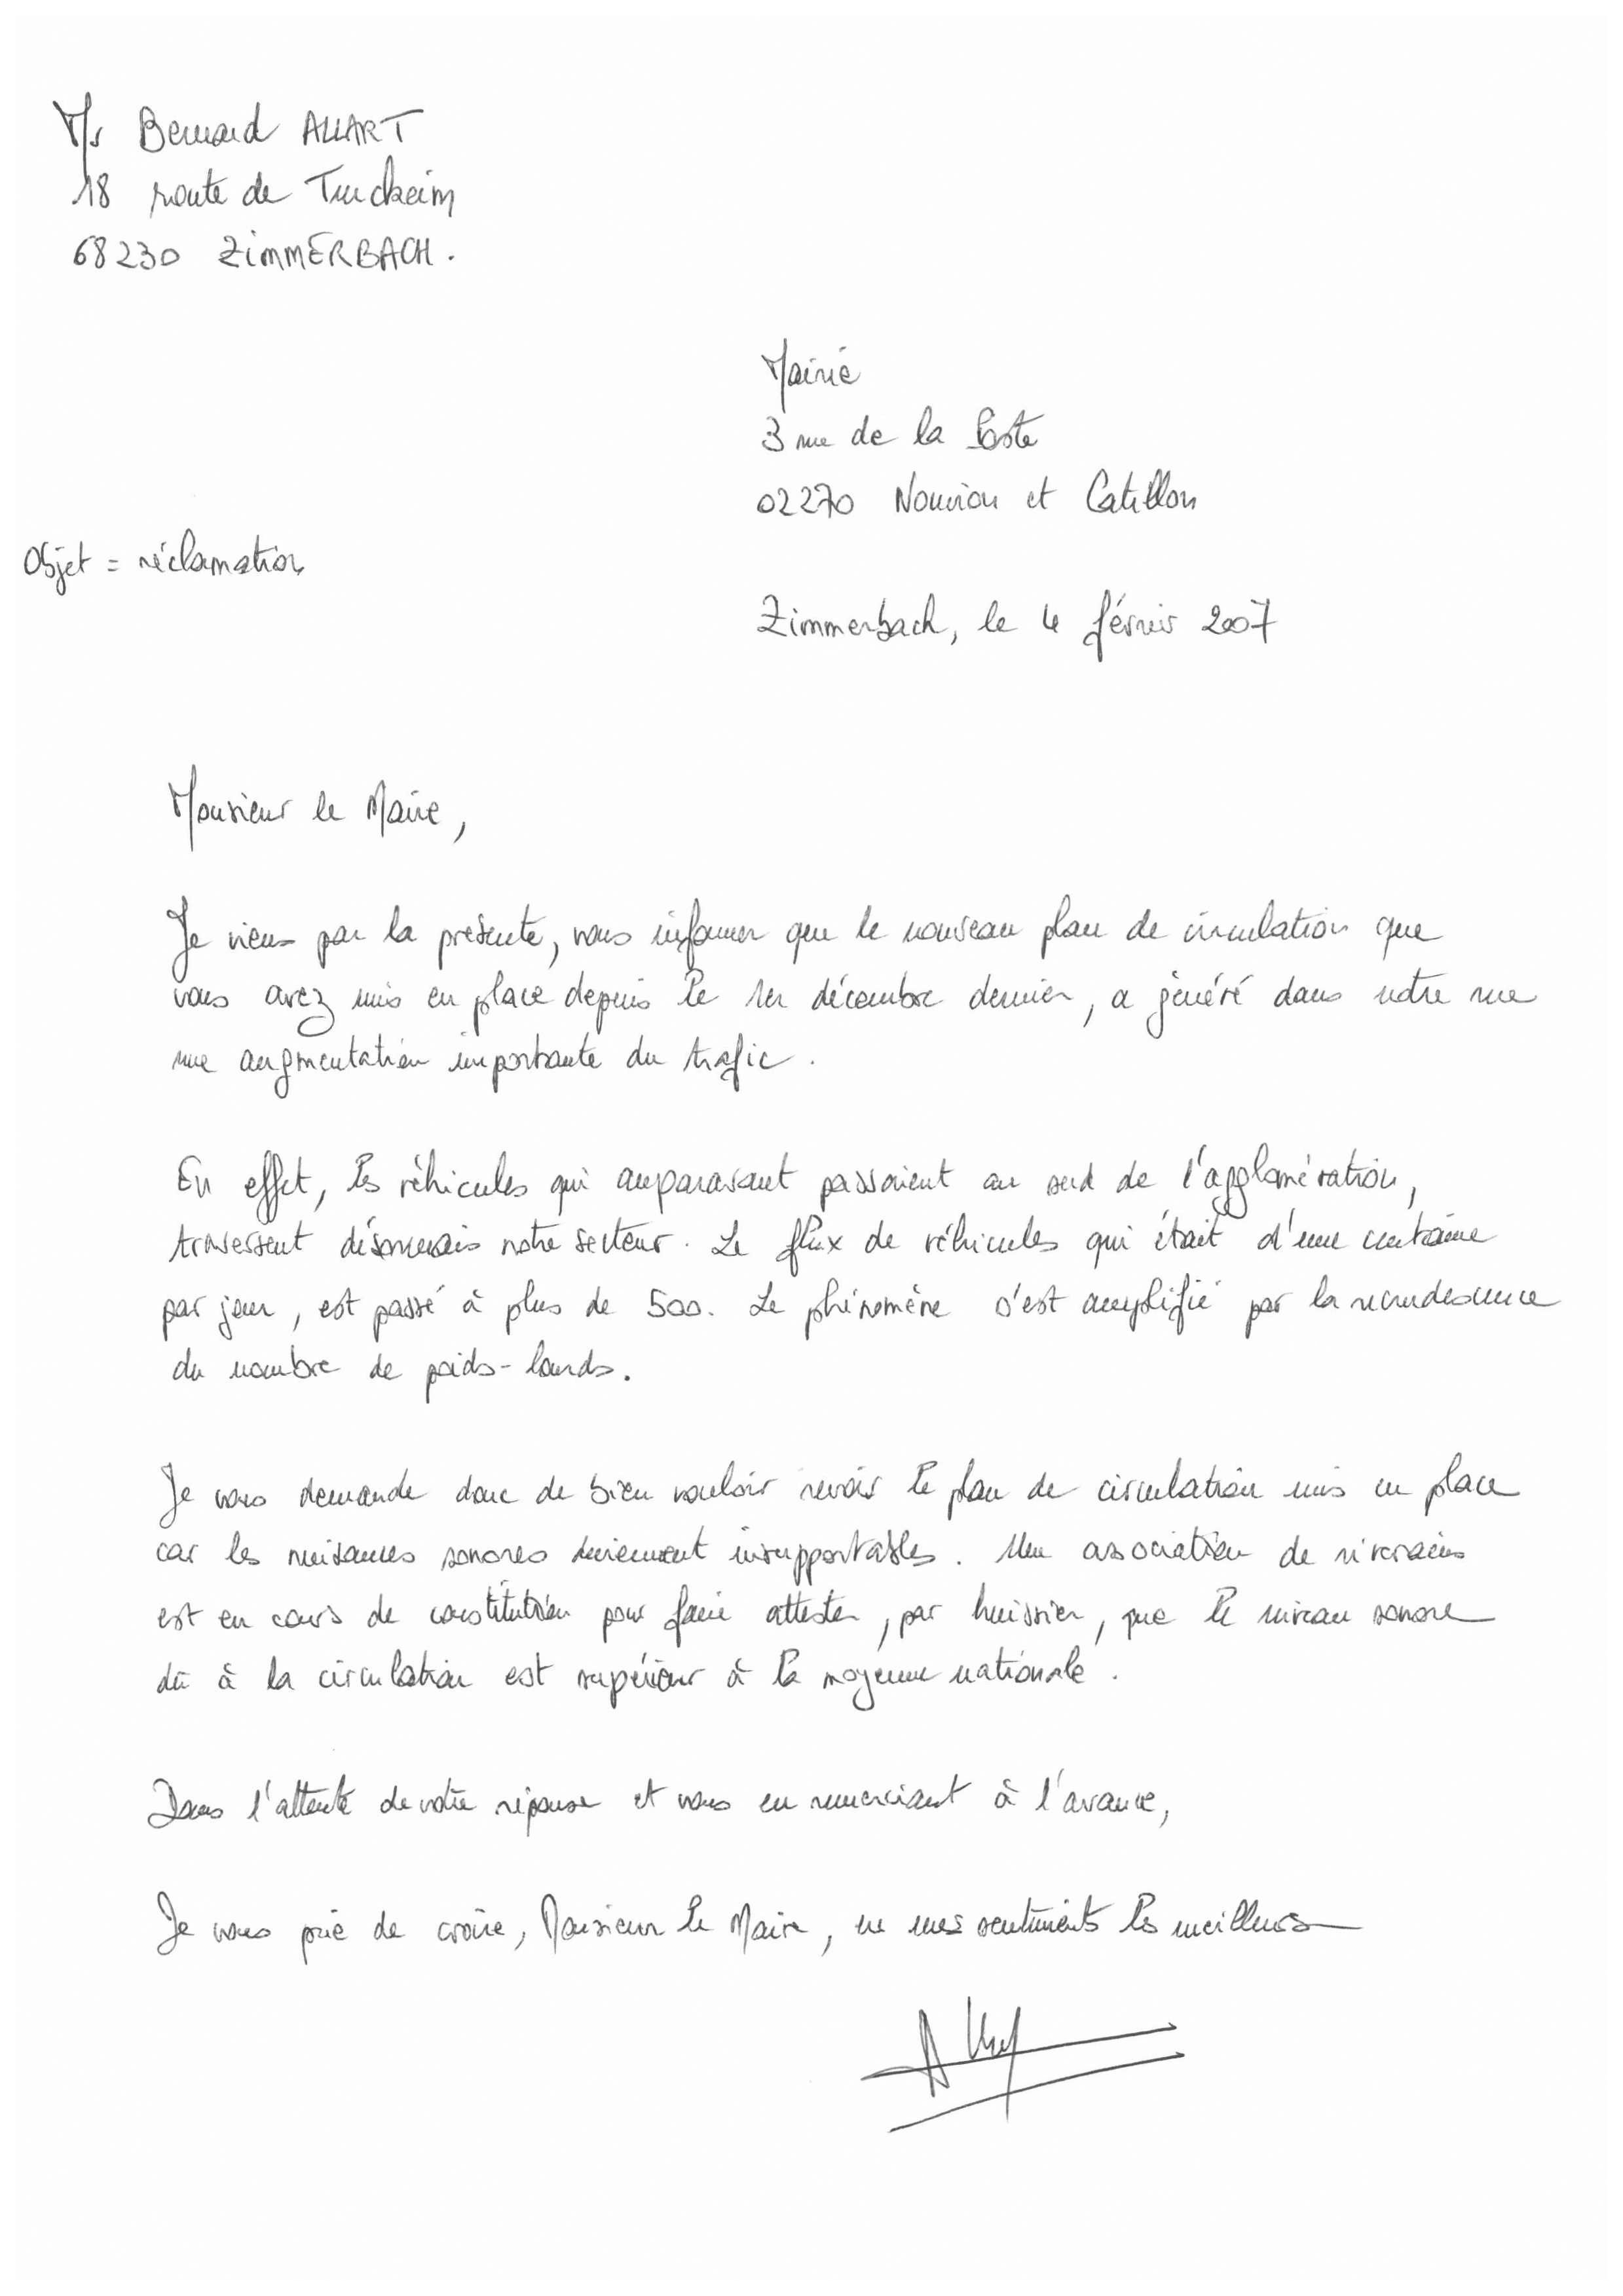 Mr Bernard ALLART
18 route de Turckeim
68230 ZIMMERBACH.
Mairie
3 rue de la Poste
02270 Nouvion et Catillon
Objet = réclamation
Zimmerbach, le 4 février 2007
Monsieur le Maire,
Je viens par la présente, vous informer que le nouveau plan de circulation que
vous avez mis en place depuis le 1er décembre dernier, a généré dans notre rue
une augmentation importante du trafic.
En effet, les véhicules qui auparavant passaient au sud de l'agglomération,
traversent désormais notre secteur. Le flux de véhicules qui était d'une centaine
par jour, est passé à plus de 500. Le phénomène s'est amplifié par la recrudescence
du nombre de poids-lourds.
Je vous demande donc de bien vouloir revoir le plan de circulation mis en place
car les nuisances sonores deviennent insupportables. Une association de riverains
est en cours de constitution pour faire attester, par huissier, que le niveau sonore
dû à la circulation est supérieur à la moyenne nationale.
Dans l'attente de votre réponse et vous en remerciant à l'avance,
Je vous prie de croire, Monsieur le Maire, en mes sentiments les meilleurs